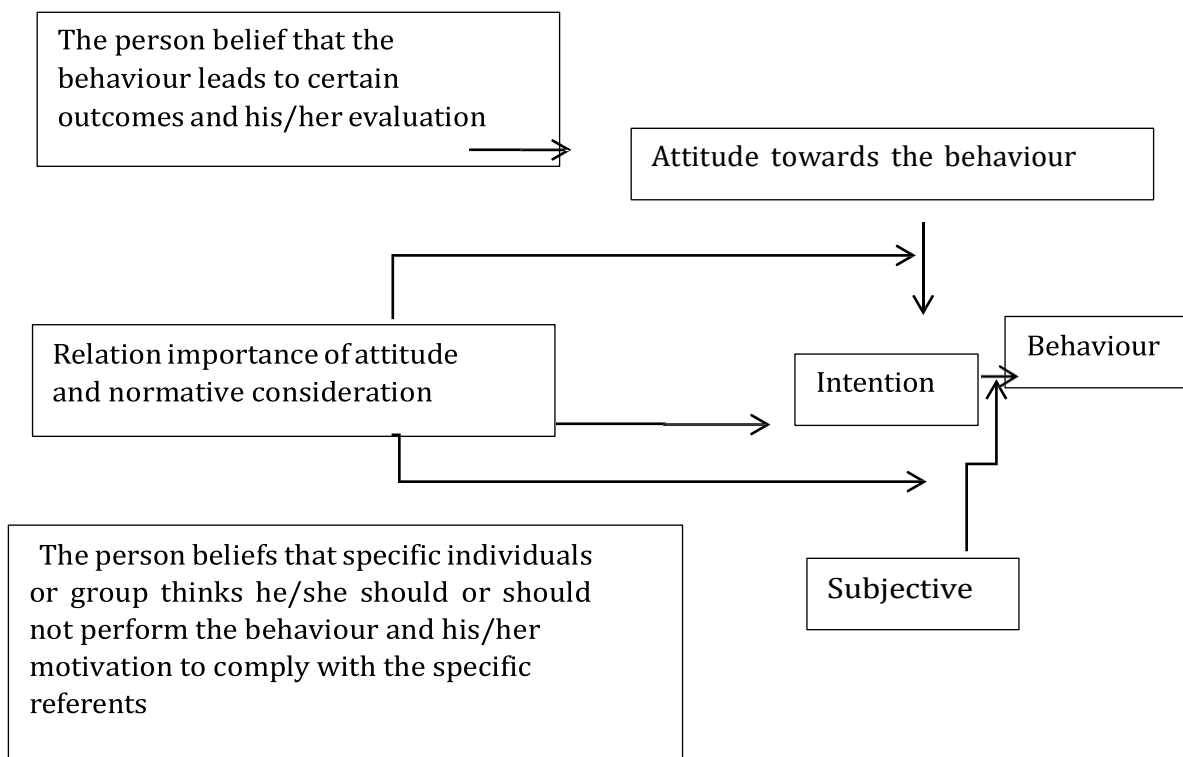 The person belief that the
behaviour leads to certain
outcomes and his/her evaluation
Attitude towards the behaviour
Relation importance of attitude
and normative consideration
Intention
Behaviour
The person beliefs that specific individuals
or group thinks he/she should or should
not perform the behaviour and his/her
motivation to comply with the specific
referents
Subjective